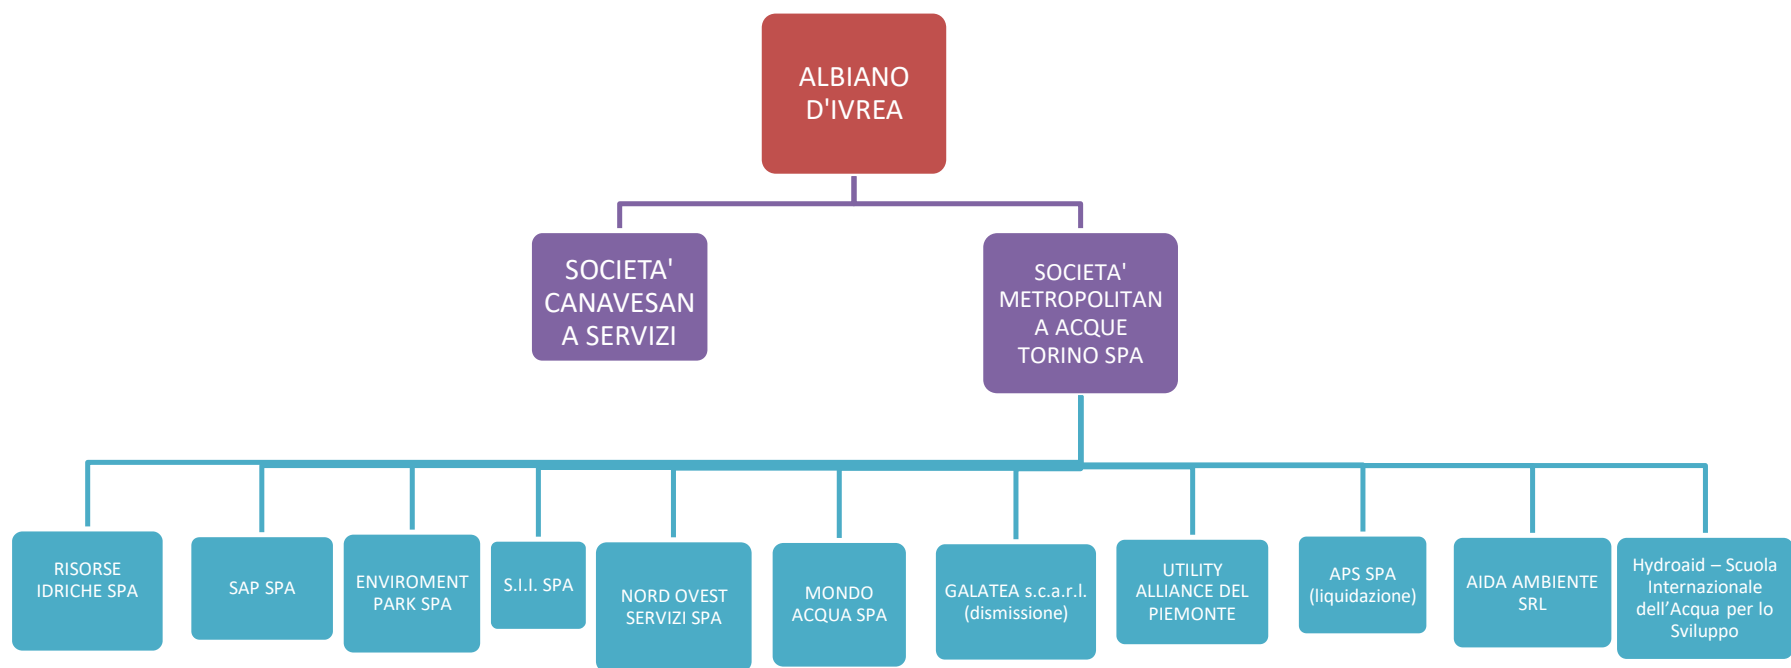 ALBIANO
D'IVREA
SOCIETA'
CANAVESAN
A SERVIZI
SOCIETA'
METROPOLITAN
A ACQUE
TORINO SPA
RISORSE
IDRICHE SPA
SAP SPA
ENVIROMENT
PARK SPA
S.I.I. SPA
NORD OVEST
SERVIZI SPA
MONDO
ACQUA SPA
GALATEA s.c.a.r.l.
(dismissione)
UTILITY
ALLIANCE DEL
PIEMONTE
APS SPA
(liquidazione)
AIDA AMBIENTE
SRL
Hydroaid – Scuola
Internazionale
dell’Acqua per lo
Sviluppo